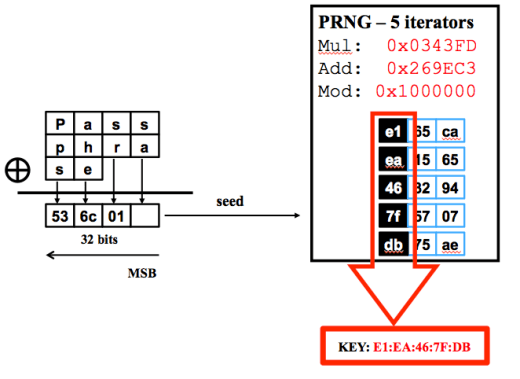 PRNG – 5 iterators
Mul: 0x0343FD
Add: 0x269EC3
Mod: 0x1000000
P a s s
p h r a
s e
53 6c 01
32 bits
MSB
seed
e1 65 ca
ea 15 65
46 32 94
7f 57 07
db 75 ae
KEY: E1:EA:46:7F:DB